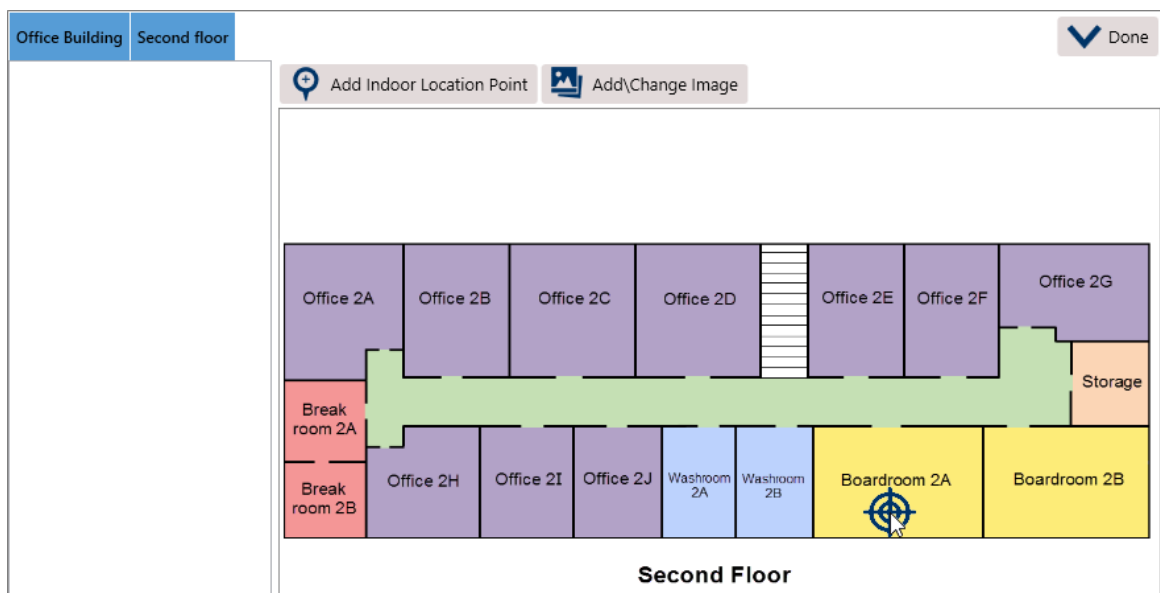 Office Building Second floor Done
Add Indoor Location Point Add\Change Image
Office 2A Office 2B Office 2C Office 2D Office 2E Office 2F Office 2G
Storage
Break
room 2A
Break
room 2B
Office 2H Office 2I Office 2J
Washroom
2A
Washroom
2B
Boardroom 2A Boardroom 2B
Second Floor